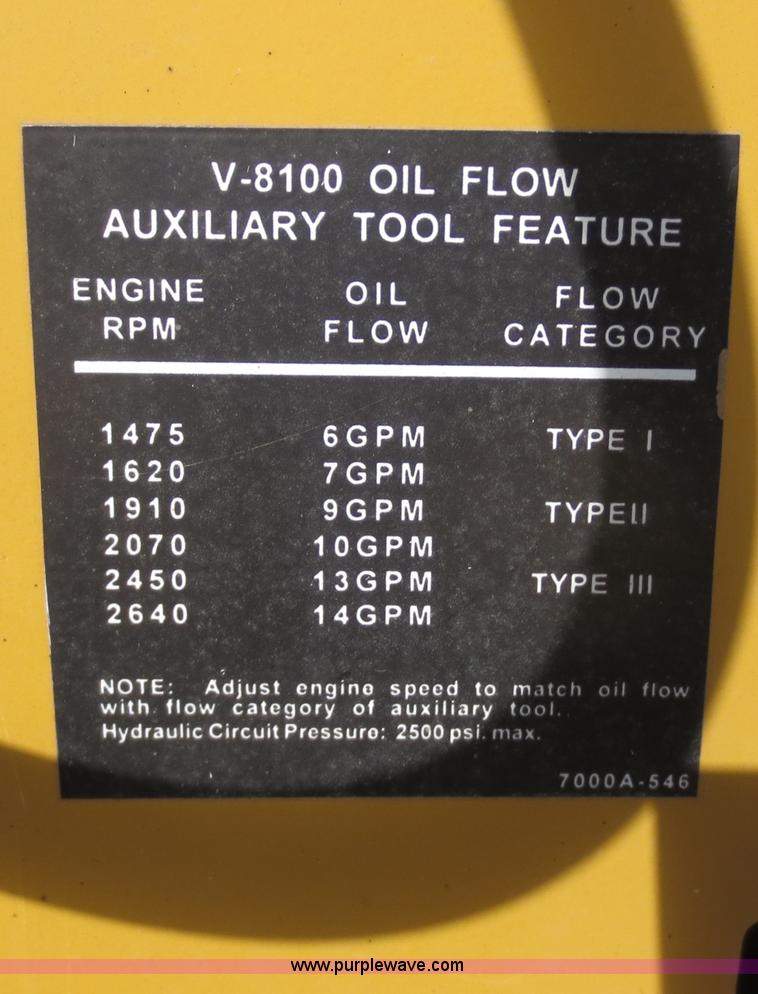 V-8100 OIL FLOW
AUXILIARY TOOL FEATURE
ENGINE RPM OIL FLOW FLOW CATEGORY
1475 6GPM TYPE I
1620 7GPM
1910 9GPM TYPE II
2070 10GPM
2450 13GPM TYPE III
2640 14GPM
NOTE: Adjust engine speed to match oil flow
with flow category of auxiliary tool.
Hydraulic Circuit Pressure: 2500 psi. max.
7000A-546
www.purplewave.com